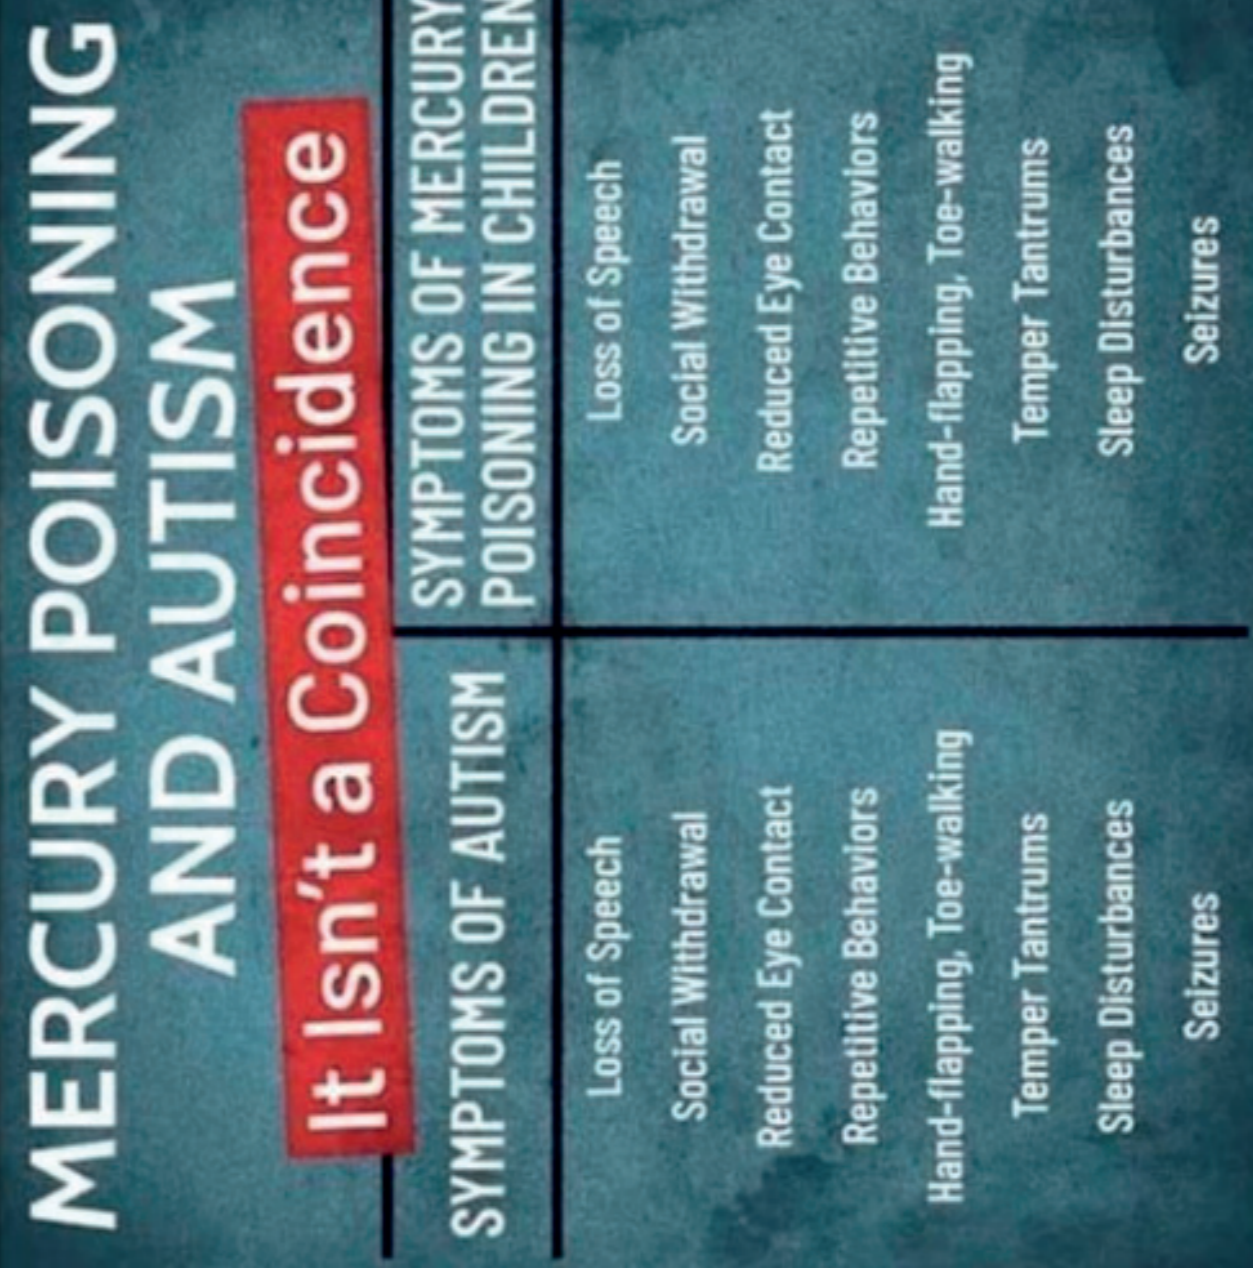 MERCURY POISONING
AND AUTISM
It Isn't a Coincidence
SYMPTOMS OF AUTISM
SYMPTOMS OF MERCURY
POISONING IN CHILDREN
Loss of Speech
Loss of Speech
Social Withdrawal
Social Withdrawal
Reduced Eye Contact
Reduced Eye Contact
Repetitive Behaviors
Repetitive Behaviors
Hand-flapping, Toe-walking
Hand-flapping, Toe-walking
Temper Tantrums
Temper Tantrums
Sleep Disturbances
Sleep Disturbances
Seizures
Seizures